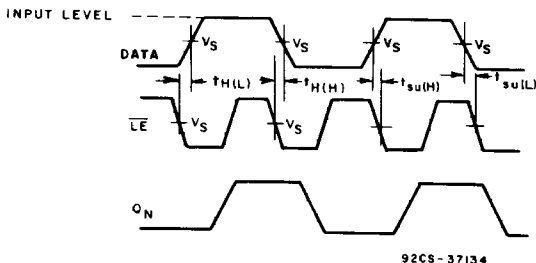 INPUT LEVEL
DATA
VS VS VS VS
tH(L) tH(H) tsu(H) tsu(L)
LE
VS VS
QN
92CS-37134